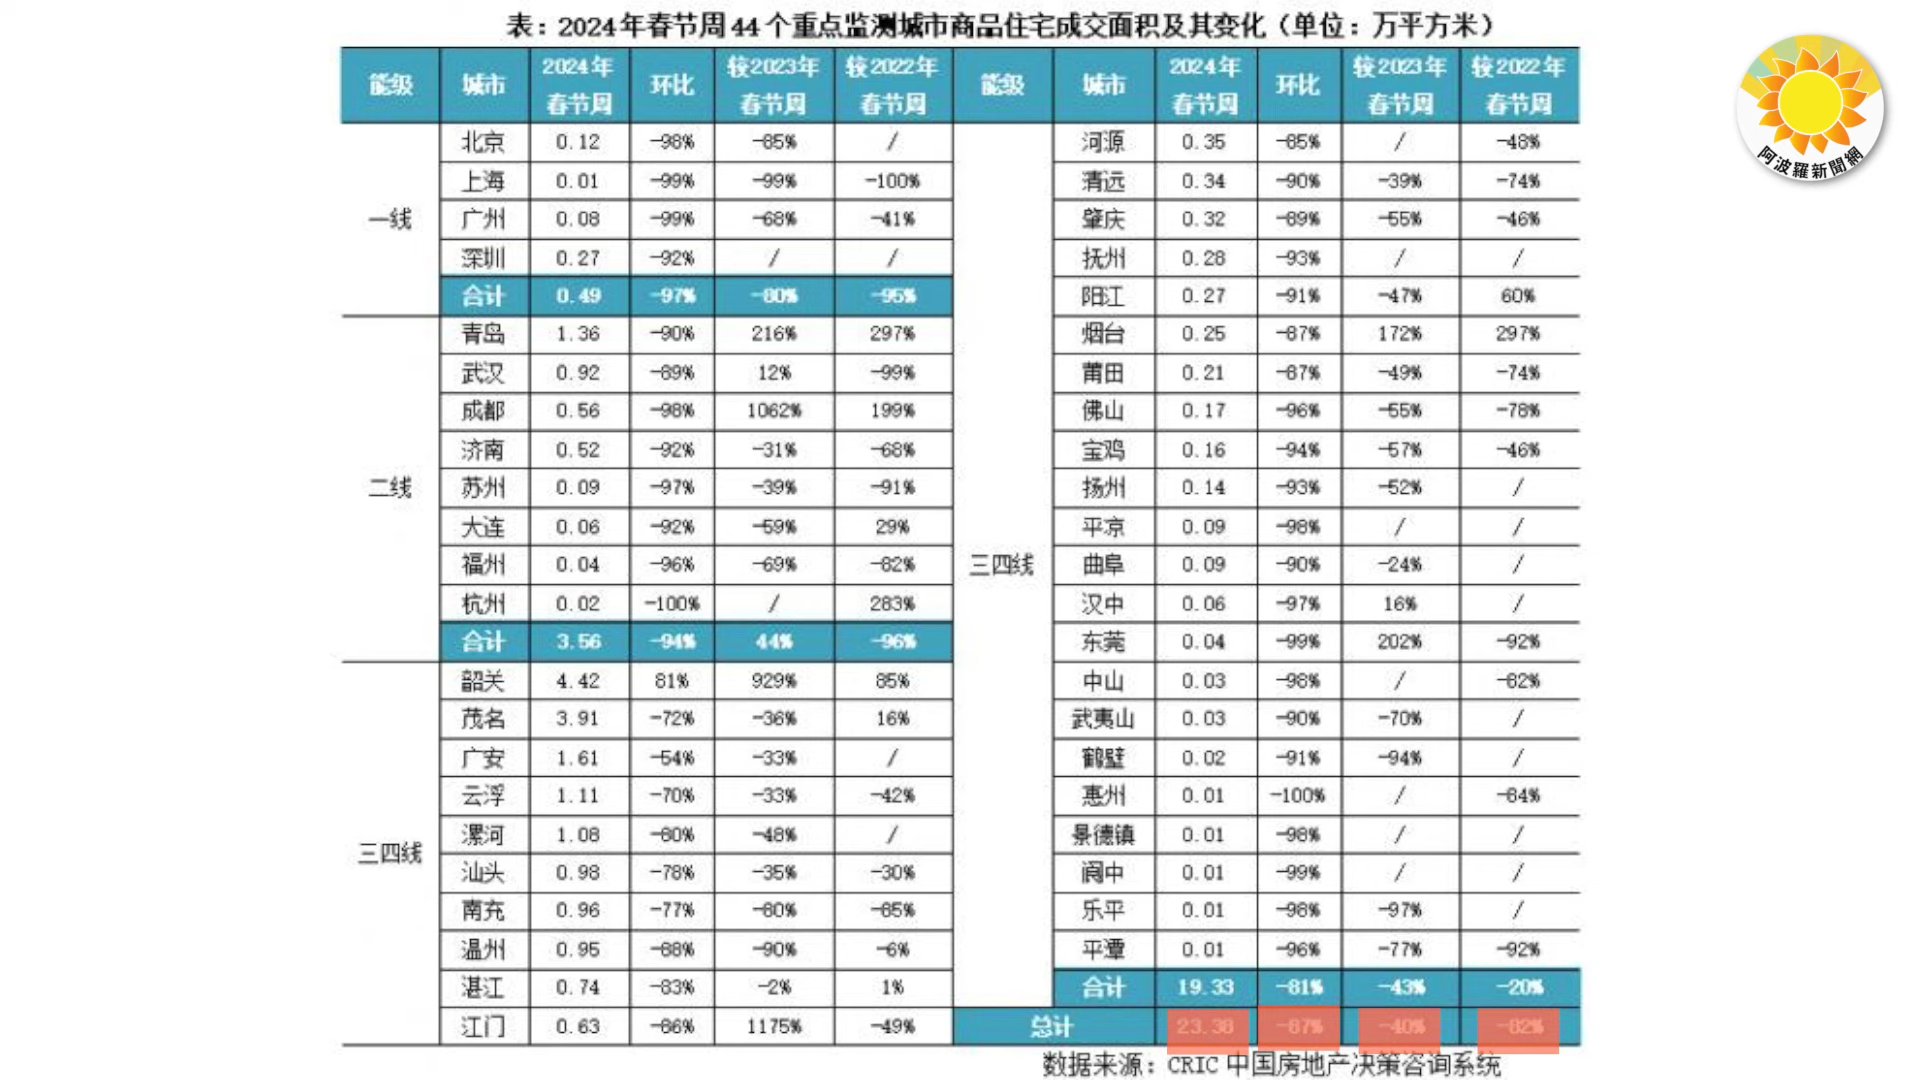 表：2024年春节周44个重点监测城市商品住宅成交面积及其变化（单位：万平方米）
能级 城市 2024年春节周 环比 较2023年春节周 较2022年春节周 能级 城市 2024年春节周 环比 较2023年春节周 较2022年春节周
一线
北京 0.12 -98% -85% /
上海 0.01 -99% -99% -100%
广州 0.08 -99% -68% -41%
深圳 0.27 -92% / /
合计 0.49 -97% -80% -95%
二线
青岛 1.36 -90% 216% 297%
武汉 0.92 -89% 12% -99%
成都 0.56 -98% 1062% 199%
济南 0.52 -92% -31% -68%
苏州 0.09 -97% -39% -91%
大连 0.06 -92% -59% 29%
福州 0.04 -96% -69% -82%
杭州 0.02 -100% / 283%
合计 3.56 -94% 44% -96%
三四线
韶关 4.42 81% 929% 85%
茂名 3.91 -72% -36% 16%
广安 1.61 -54% -33% /
云浮 1.11 -70% -33% -42%
漯河 1.08 -80% -48% /
汕头 0.98 -78% -35% -30%
南充 0.96 -77% -80% -85%
温州 0.95 -88% -90% -6%
湛江 0.74 -83% -2% 1%
江门 0.63 -86% 1175% -49%
三四线
河源 0.35 -85% / -48%
清远 0.34 -90% -39% -74%
肇庆 0.32 -89% -55% -46%
抚州 0.28 -93% / /
阳江 0.27 -91% -47% 60%
烟台 0.25 -87% 172% 297%
莆田 0.21 -87% -49% -74%
佛山 0.17 -96% -55% -78%
宝鸡 0.16 -94% -57% -46%
扬州 0.14 -93% -52% /
平凉 0.09 -98% / /
曲阜 0.09 -90% -24% /
汉中 0.06 -97% 16% /
东莞 0.04 -99% 202% -92%
中山 0.03 -98% / -82%
武夷山 0.03 -90% -70% /
鹤壁 0.02 -91% -94% /
惠州 0.01 -100% / -84%
景德镇 0.01 -98% / /
阆中 0.01 -99% / /
乐平 0.01 -98% -97% /
平潭 0.01 -96% -77% -92%
合计 19.33 -81% -43% -20%
总计 23.38 -87% -40% -82%
数据来源：CRIC中国房地产决策咨询系统
阿波羅新聞網